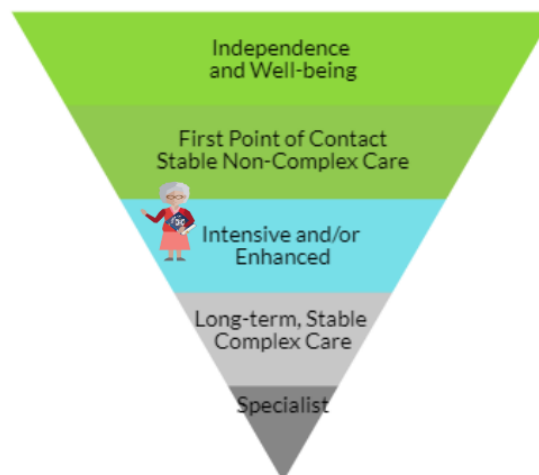 Independence
and Well-being
First Point of Contact
Stable Non-Complex Care
Intensive and/or
Enhanced
Long-term, Stable
Complex Care
Specialist